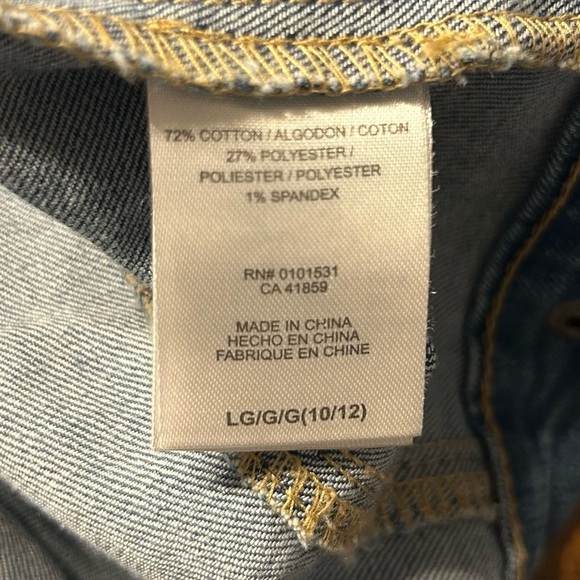 72% COTTON / ALGODON / COTON
27% POLYESTER /
POLIESTER / POLYESTER
1% SPANDEX
RN# 0101531
CA 41859
MADE IN CHINA
HECHO EN CHINA
FABRIQUE EN CHINE
LG/G/G(10/12)